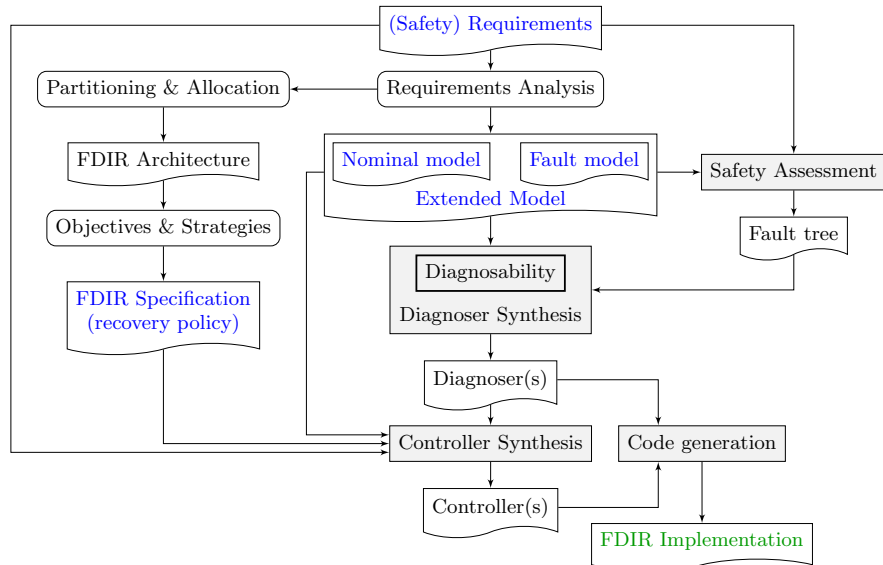 (Safety) Requirements
Partitioning & Allocation
Requirements Analysis
FDIR Architecture
Nominal model
Fault model
Safety Assessment
Extended Model
Objectives & Strategies
Fault tree
Diagnosability
Diagnoser Synthesis
FDIR Specification
(recovery policy)
Diagnoser(s)
Controller Synthesis
Code generation
Controller(s)
FDIR Implementation